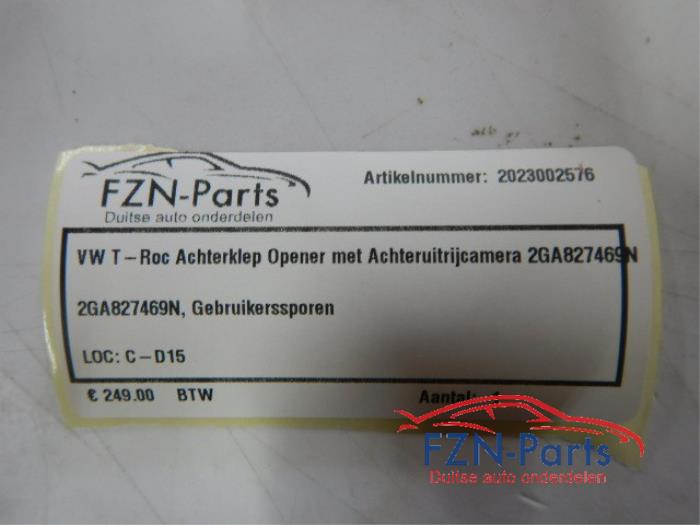 FZN-Parts
Duitse auto onderdelen
Artikelnummer: 2023002576
VW T-Roc Achterklep Opener met Achteruitrijcamera 2GA827469N
2GA827469N, Gebruikerssporen
LOC: C-D15
€ 249.00 BTW
Aantal: 1
FZN-Parts
Duitse auto onderdelen